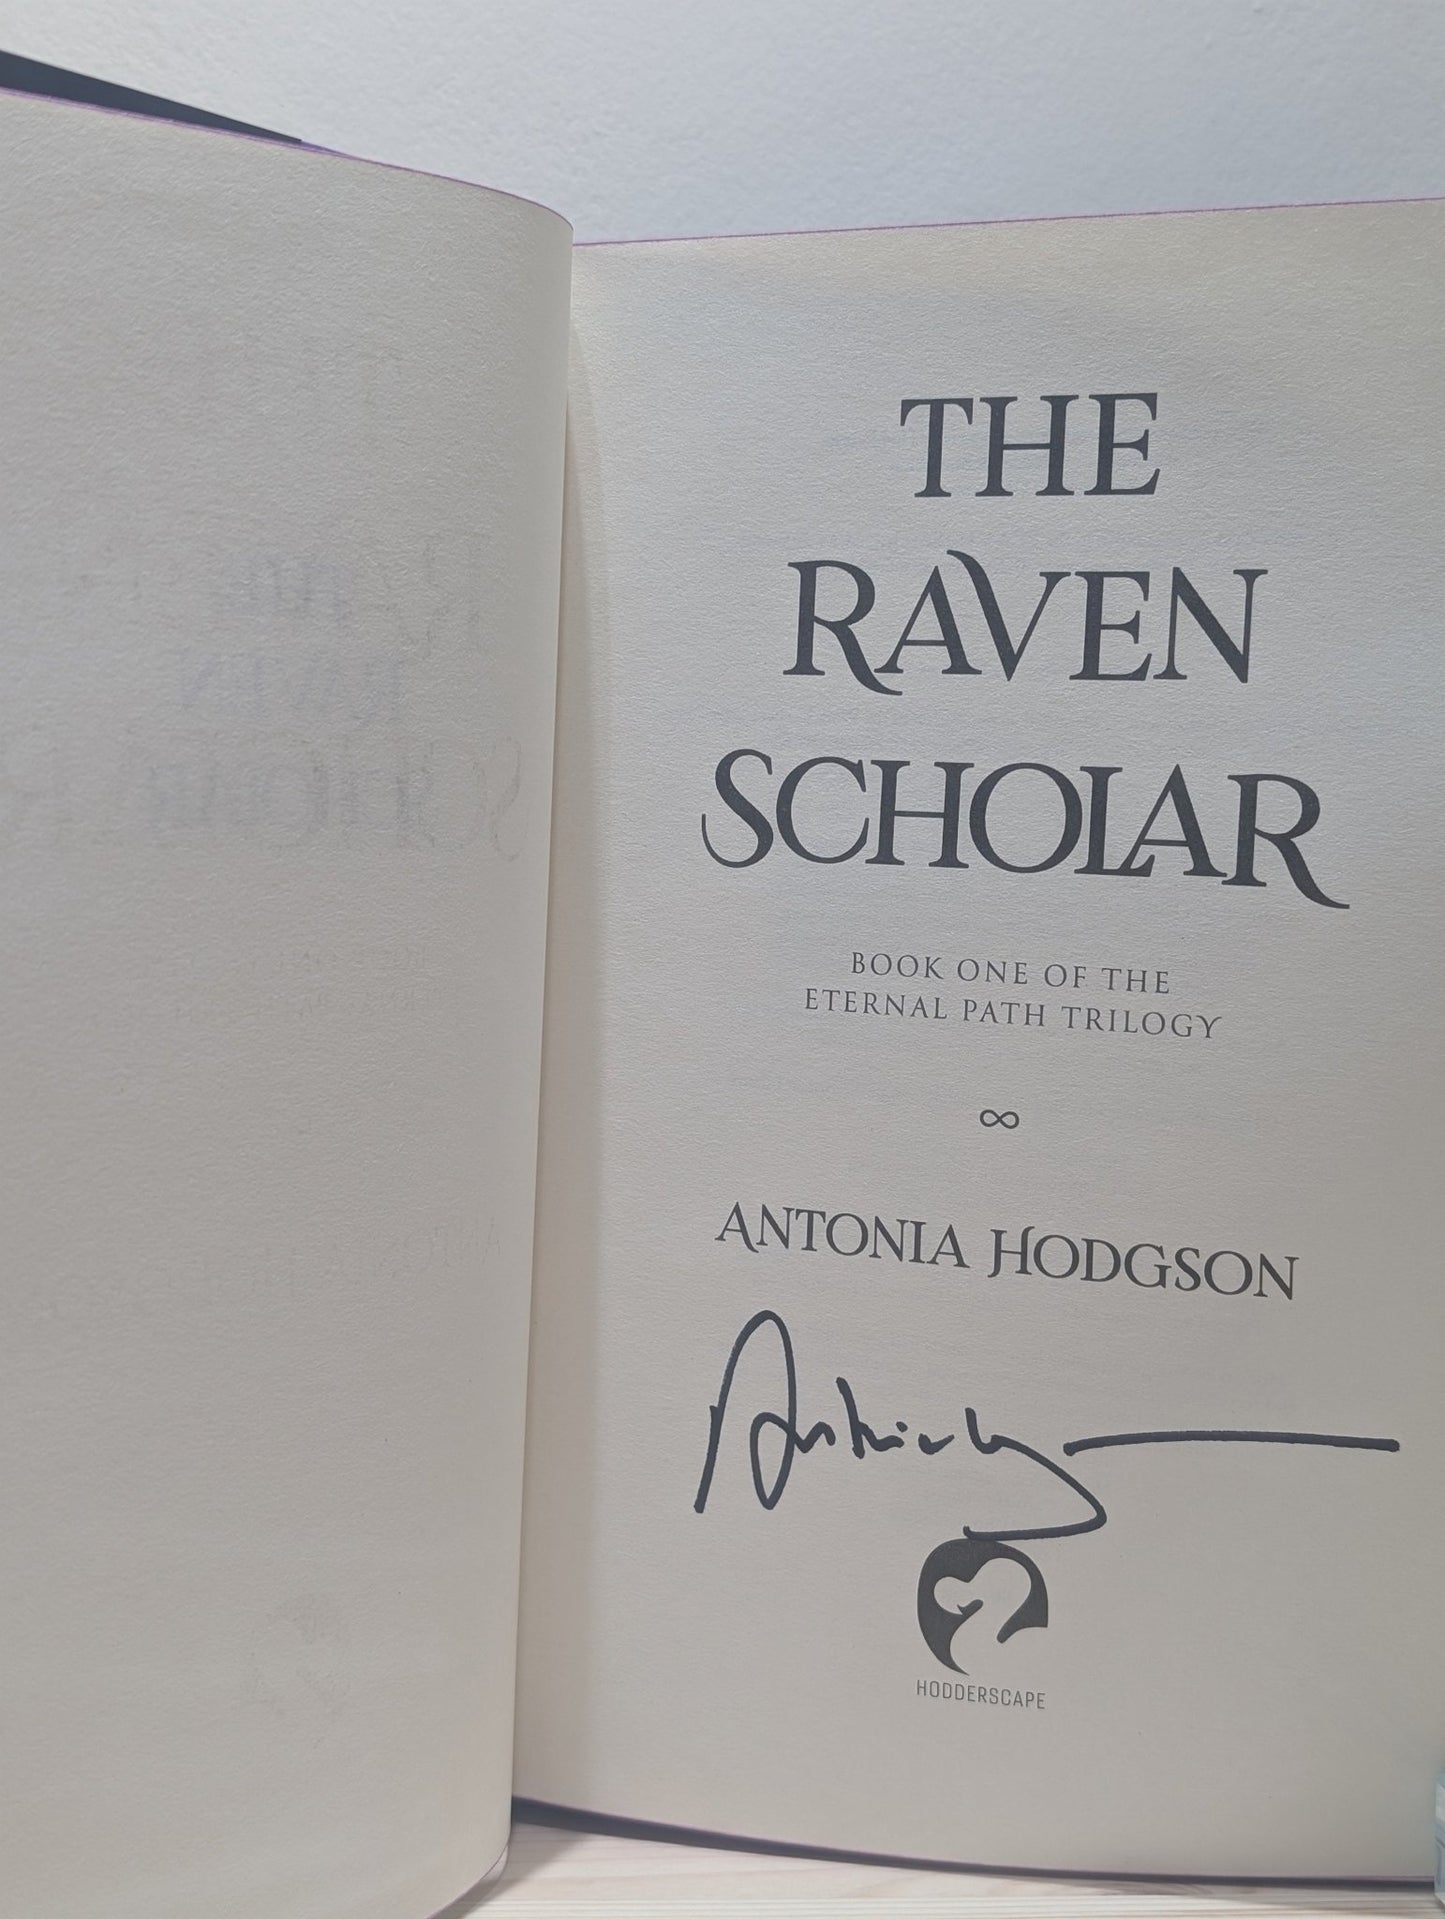 THE
RAVEN
SCHOLAR
BOOK ONE OF THE
ETERNAL PATH TRILOGY
∞
ANTONIA HODGSON
HODDERSCAPE